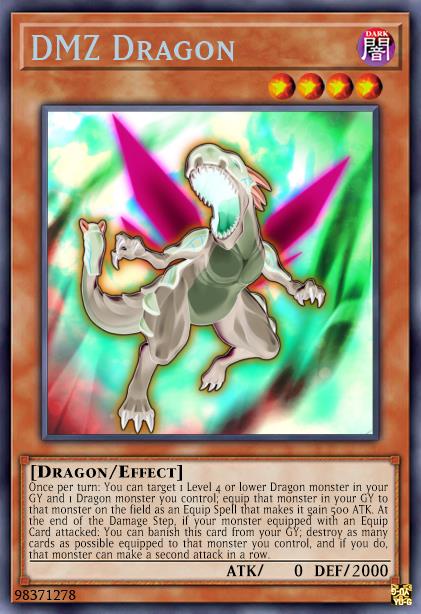 DMZ Dragon
DARK
闇
[Dragon/Effect]
Once per turn: You can target 1 Level 4 or lower Dragon monster in your
GY and 1 Dragon monster you control; equip that monster in your GY to
that monster on the field as an Equip Spell that makes it gain 500 ATK. At
the end of the Damage Step, if your monster equipped with an Equip
Card attacked: You can banish this card from your GY; destroy as many
cards as possible equipped to that monster you control, and if you do,
that monster can make a second attack in a row.
ATK/ 0 DEF/2000
98371278